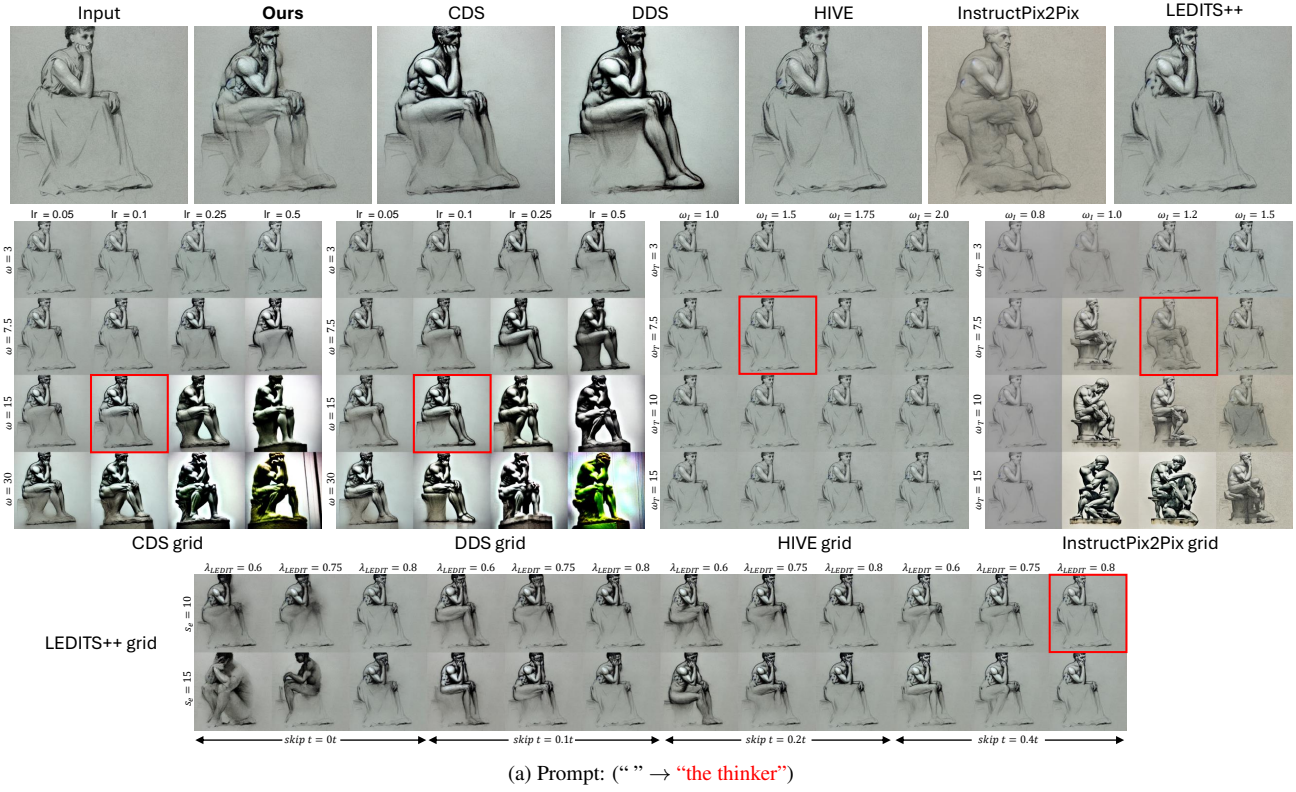 Input Ours CDS DDS HIVE InstructPix2Pix LEDITS++
lr = 0.05 lr = 0.1 lr = 0.25 lr = 0.5 lr = 0.05 lr = 0.1 lr = 0.25 lr = 0.5 ω_I = 1.0 ω_I = 1.5 ω_I = 1.75 ω_I = 2.0 ω_I = 0.8 ω_I = 1.0 ω_I = 1.2 ω_I = 1.5
ω = 3 ω = 3 ω_T = 3 ω_T = 3
ω = 7.5 ω = 7.5 ω_T = 7.5 ω_T = 7.5
ω = 15 ω = 15 ω_T = 10 ω_T = 10
ω = 30 ω = 30 ω_T = 15 ω_T = 15
CDS grid DDS grid HIVE grid InstructPix2Pix grid
λ_LEDIT = 0.6 λ_LEDIT = 0.75 λ_LEDIT = 0.8 λ_LEDIT = 0.6 λ_LEDIT = 0.75 λ_LEDIT = 0.8 λ_LEDIT = 0.6 λ_LEDIT = 0.75 λ_LEDIT = 0.8 λ_LEDIT = 0.6 λ_LEDIT = 0.75 λ_LEDIT = 0.8
s_e = 10
LEDITS++ grid
s_e = 15
skip t = 0t skip t = 0.1t skip t = 0.2t skip t = 0.4t
(a) Prompt: (“ ” → “the thinker”)